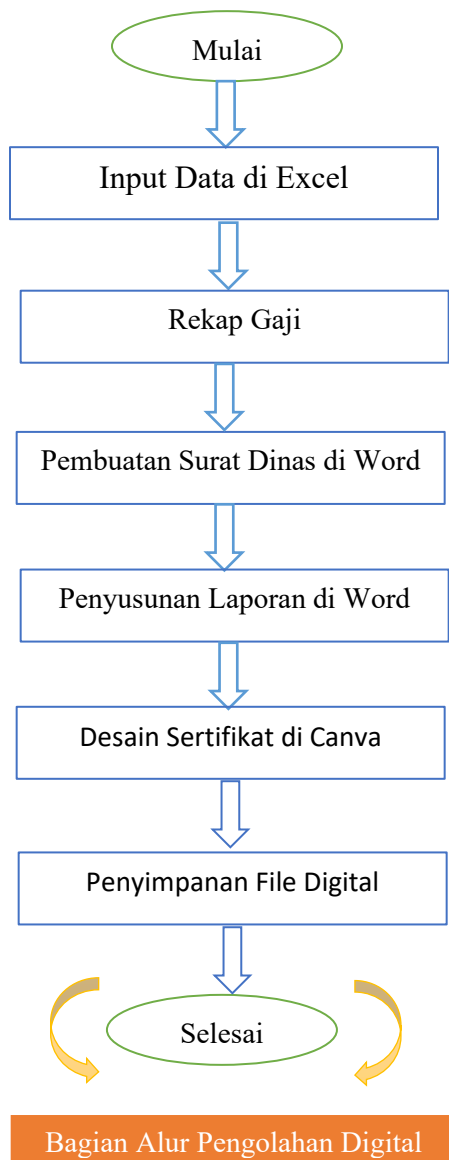 Mulai
Input Data di Excel
Rekap Gaji
Pembuatan Surat Dinas di Word
Penyusunan Laporan di Word
Desain Sertifikat di Canva
Penyimpanan File Digital
Selesai
Bagian Alur Pengolahan Digital